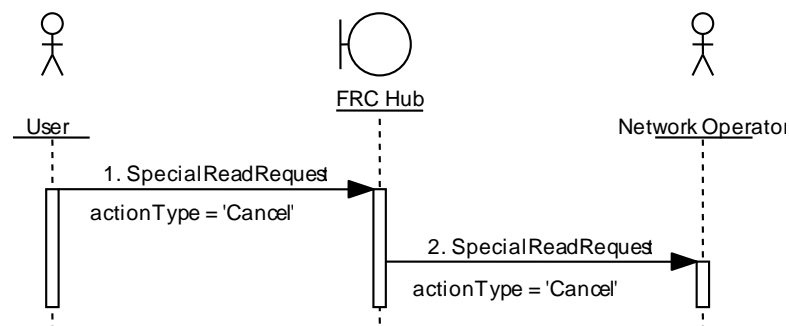 FRC Hub
User
Network Operator
1. SpecialReadRequest
actionType = 'Cancel'
2. SpecialReadRequest
actionType = 'Cancel'